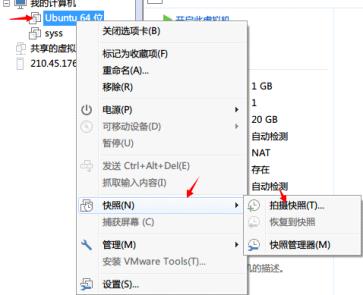 我的计算机
Ubuntu 64 位
syss
共享的虚拟
210.45.176
开启此虚拟机
关闭选项卡(B)
标记为收藏项(F)
重命名(A)...
移除(R)
电源(P)
可移动设备(D)
暂停(U)
发送 Ctrl+Alt+Del(E)
抓取输入内容(I)
快照(N)
捕获屏幕 (C)
管理(M)
安装 VMware Tools(T)...
设置(S)...
1 GB
1
20 GB
自动检测
NAT
存在
自动检测
拍摄快照(T)...
恢复到快照
快照管理器(M)
机的描述。